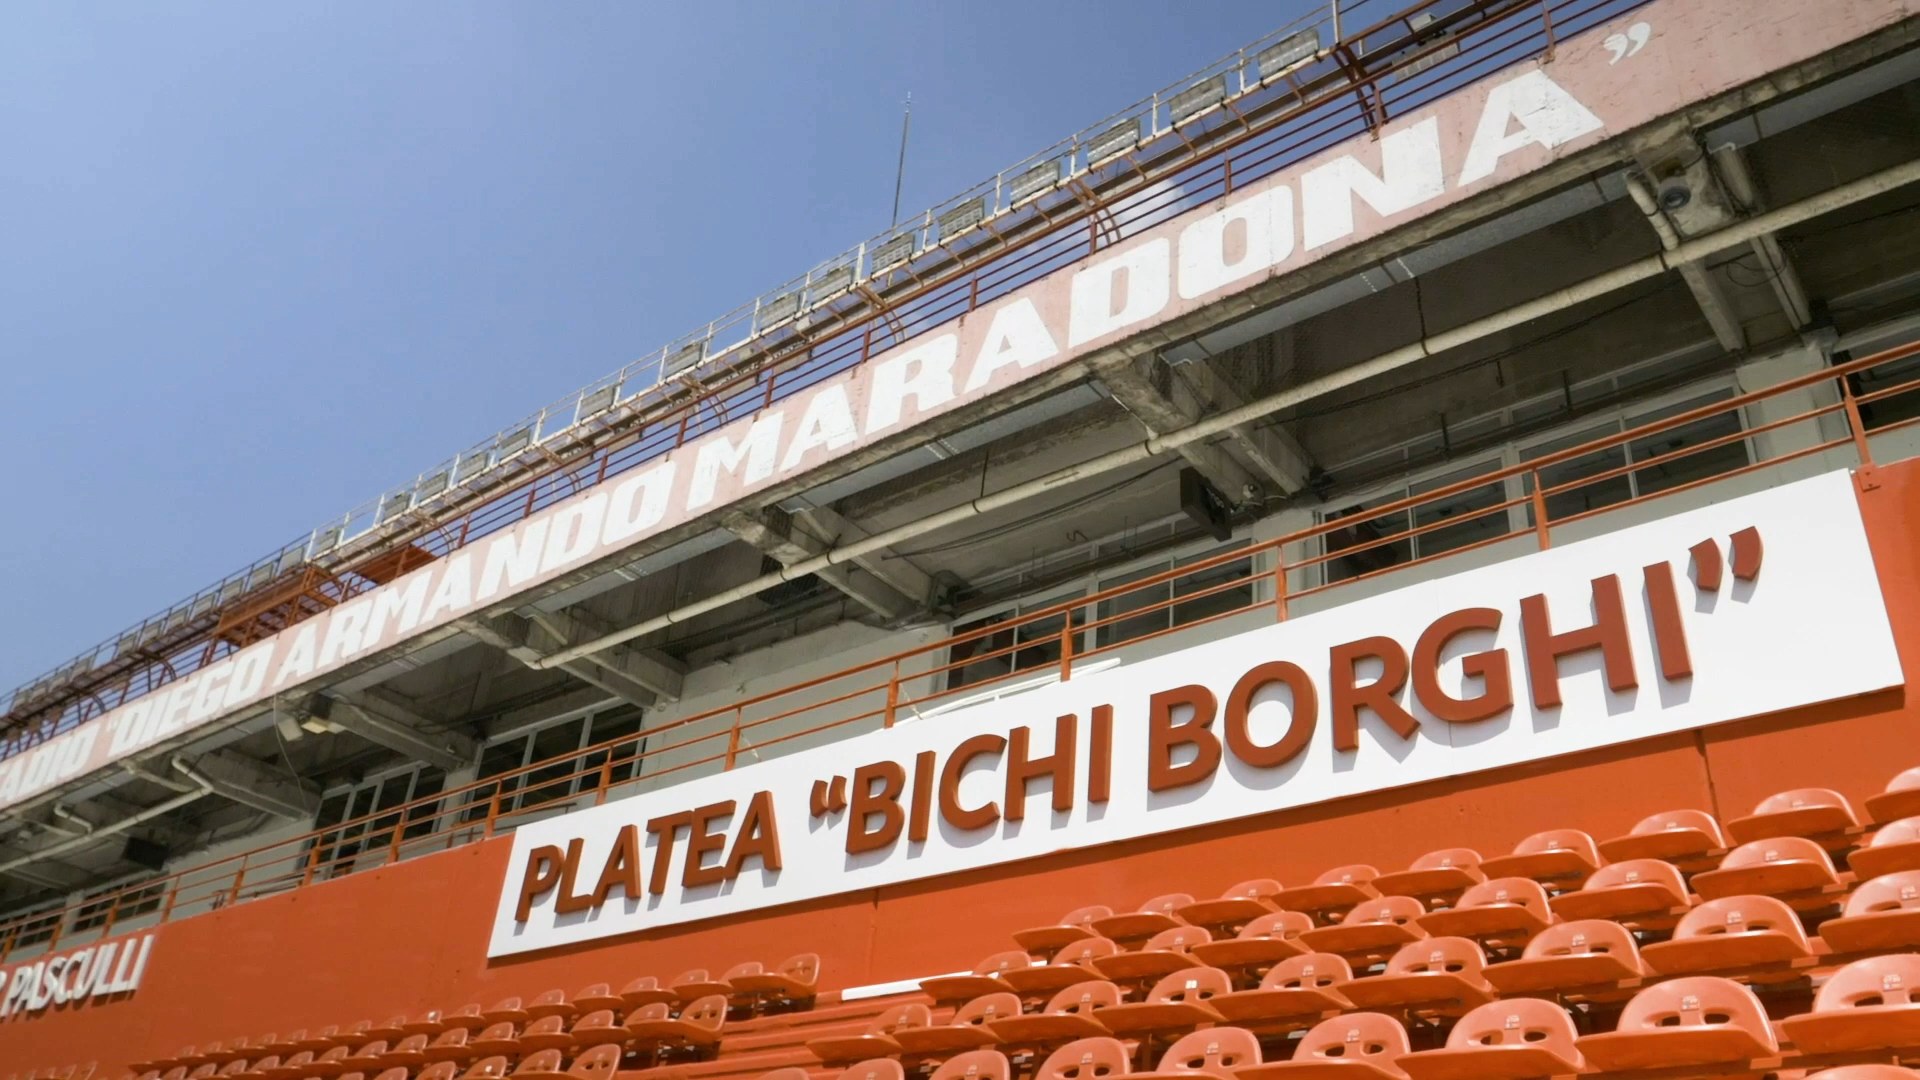 ADIO "DIEGO ARMANDO MARADONA"
PLATEA “BICHI BORGHI”
PASCULLI